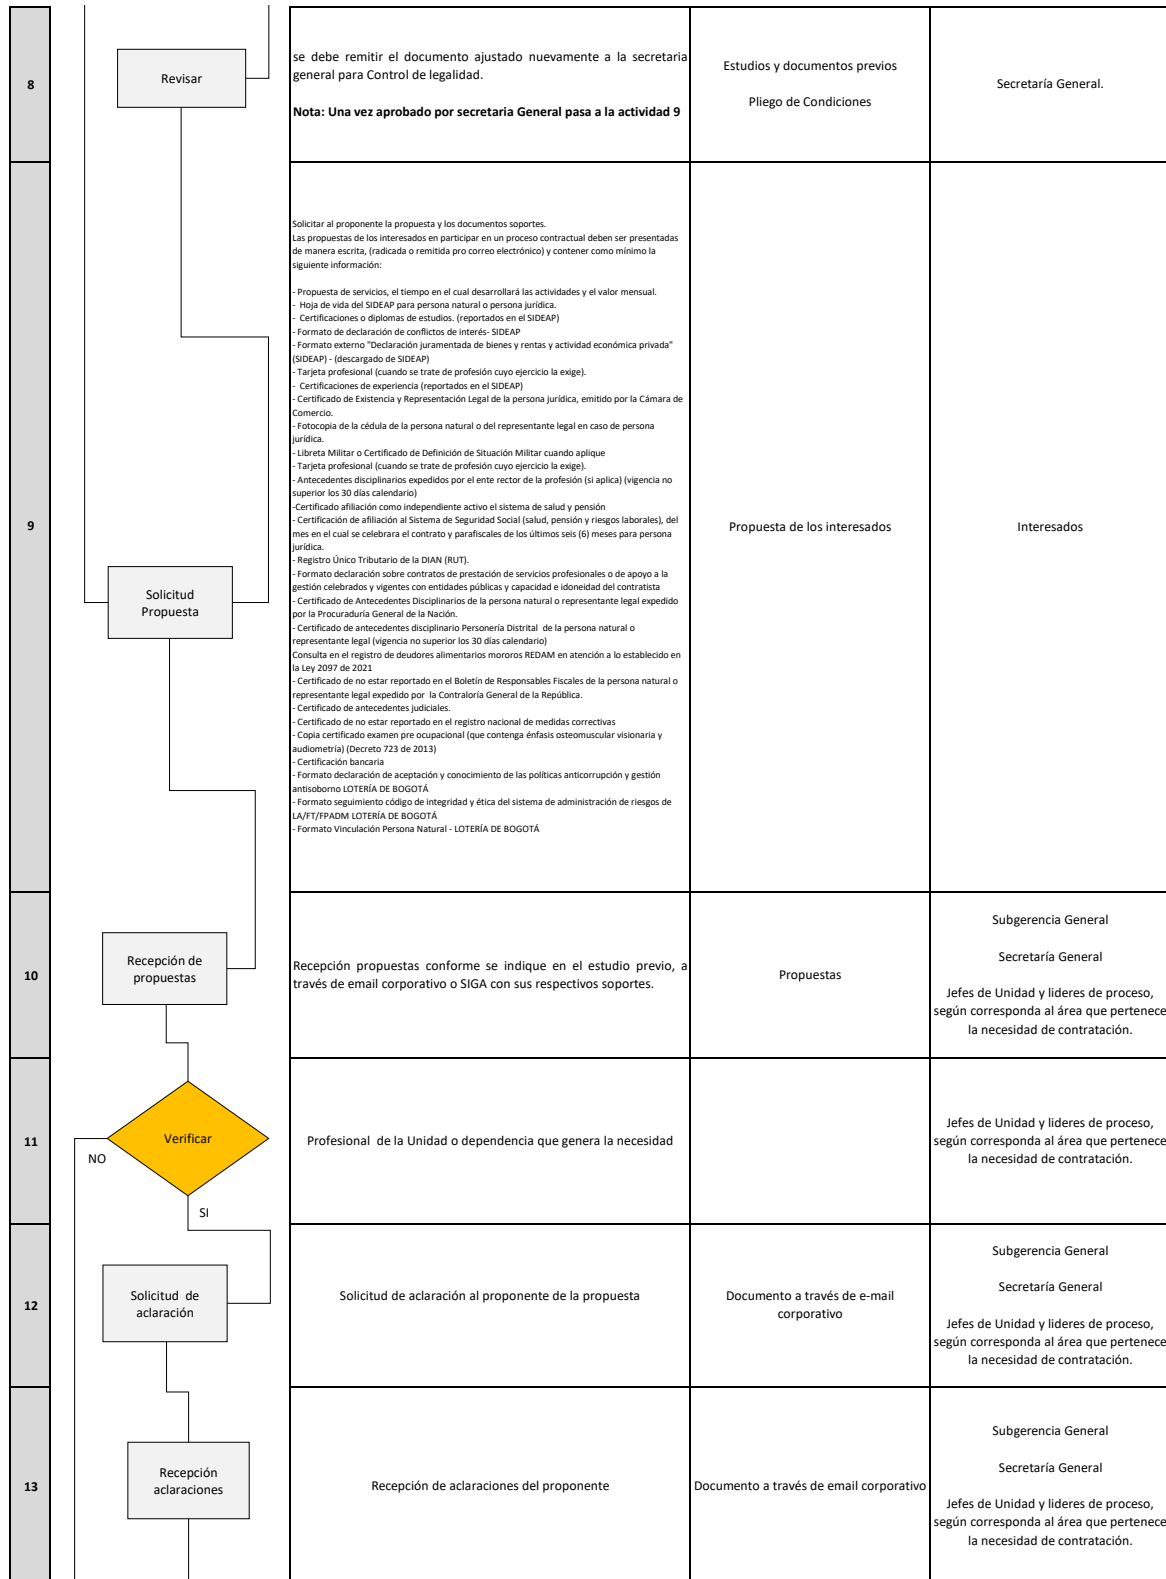 8
Revisar
se debe remitir el documento ajustado nuevamente a la secretaria
general para Control de legalidad.
Nota: Una vez aprobado por secretaria General pasa a la actividad 9
Estudios y documentos previos
Pliego de Condiciones
Secretaría General.
9
Solicitud
Propuesta
Solicitar al proponente la propuesta y los documentos soportes.
Las propuestas de los interesados en participar en un proceso contractual deben ser presentadas
de manera escrita, (radicada o remitida pro correo electrónico) y contener como mínimo la
siguiente información:
- Propuesta de servicios, el tiempo en el cual desarrollará las actividades y el valor mensual.
- Hoja de vida del SIDEAP para persona natural o persona jurídica.
- Certificaciones o diplomas de estudios. (reportados en el SIDEAP)
- Formato de declaración de conflictos de interés- SIDEAP
- Formato externo "Declaración juramentada de bienes y rentas y actividad económica privada"
(SIDEAP) - (descargado de SIDEAP)
- Tarjeta profesional (cuando se trate de profesión cuyo ejercicio la exige).
- Certificaciones de experiencia (reportados en el SIDEAP)
- Certificado de Existencia y Representación Legal de la persona jurídica, emitido por la Cámara de
Comercio.
- Fotocopia de la cédula de la persona natural o del representante legal en caso de persona
jurídica.
- Libreta Militar o Certificado de Definición de Situación Militar cuando aplique
- Tarjeta profesional (cuando se trate de profesión cuyo ejercicio la exige).
- Antecedentes disciplinarios expedidos por el ente rector de la profesión (si aplica) (vigencia no
superior los 30 días calendario)
-Certificado afiliación como independiente activo el sistema de salud y pensión
- Certificación de afiliación al Sistema de Seguridad Social (salud, pensión y riesgos laborales), del
mes en el cual se celebrara el contrato y parafiscales de los últimos seis (6) meses para persona
jurídica.
- Registro Único Tributario de la DIAN (RUT).
- Formato declaración sobre contratos de prestación de servicios profesionales o de apoyo a la
gestión celebrados y vigentes con entidades públicas y capacidad e idoneidad del contratista
- Certificado de Antecedentes Disciplinarios de la persona natural o representante legal expedido
por la Procuraduría General de la Nación.
- Certificado de antecedentes disciplinario Personería Distrital de la persona natural o
representante legal (vigencia no superior los 30 días calendario)
Consulta en el registro de deudores alimentarios mororos REDAM en atención a lo establecido en
la Ley 2097 de 2021
- Certificado de no estar reportado en el Boletín de Responsables Fiscales de la persona natural o
representante legal expedido por la Contraloría General de la República.
- Certificado de antecedentes judiciales.
- Certificado de no estar reportado en el registro nacional de medidas correctivas
- Copia certificado examen pre ocupacional (que contenga énfasis osteomuscular visionaria y
audiometría) (Decreto 723 de 2013)
- Certificación bancaria
- Formato declaración de aceptación y conocimiento de las políticas anticorrupción y gestión
antisoborno LOTERÍA DE BOGOTÁ
- Formato seguimiento código de integridad y ética del sistema de administración de riesgos de
LA/FT/FPADM LOTERÍA DE BOGOTÁ
- Formato Vinculación Persona Natural - LOTERÍA DE BOGOTÁ
Propuesta de los interesados
Interesados
10
Recepción de
propuestas
Recepción propuestas conforme se indique en el estudio previo, a
través de email corporativo o SIGA con sus respectivos soportes.
Propuestas
Subgerencia General
Secretaría General
Jefes de Unidad y lideres de proceso,
según corresponda al área que pertenece
la necesidad de contratación.
11
Verificar
NO
SI
Profesional de la Unidad o dependencia que genera la necesidad
Jefes de Unidad y lideres de proceso,
según corresponda al área que pertenece
la necesidad de contratación.
12
Solicitud de
aclaración
Solicitud de aclaración al proponente de la propuesta
Documento a través de e-mail
corporativo
Subgerencia General
Secretaría General
Jefes de Unidad y lideres de proceso,
según corresponda al área que pertenece
la necesidad de contratación.
13
Recepción
aclaraciones
Recepción de aclaraciones del proponente
Documento a través de email corporativo
Subgerencia General
Secretaría General
Jefes de Unidad y lideres de proceso,
según corresponda al área que pertenece
la necesidad de contratación.